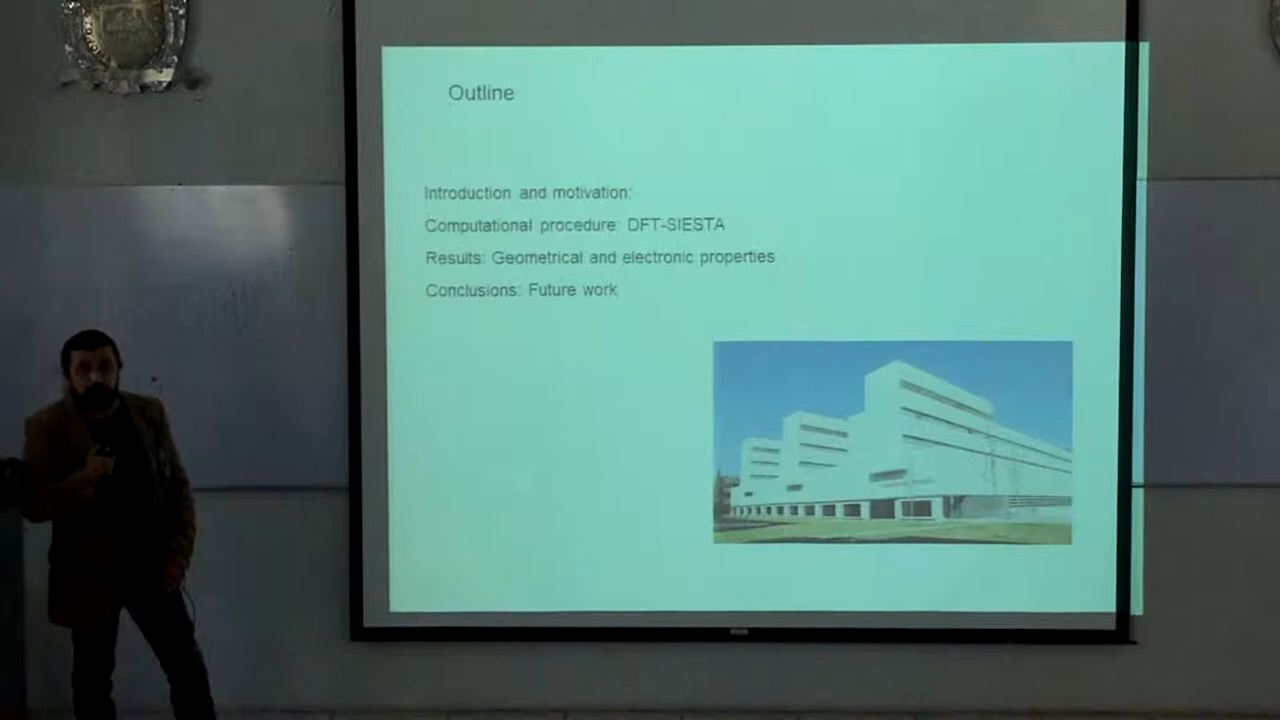 Outline
Introduction and motivation:
Computational procedure: DFT-SIESTA
Results: Geometrical and electronic properties
Conclusions: Future work